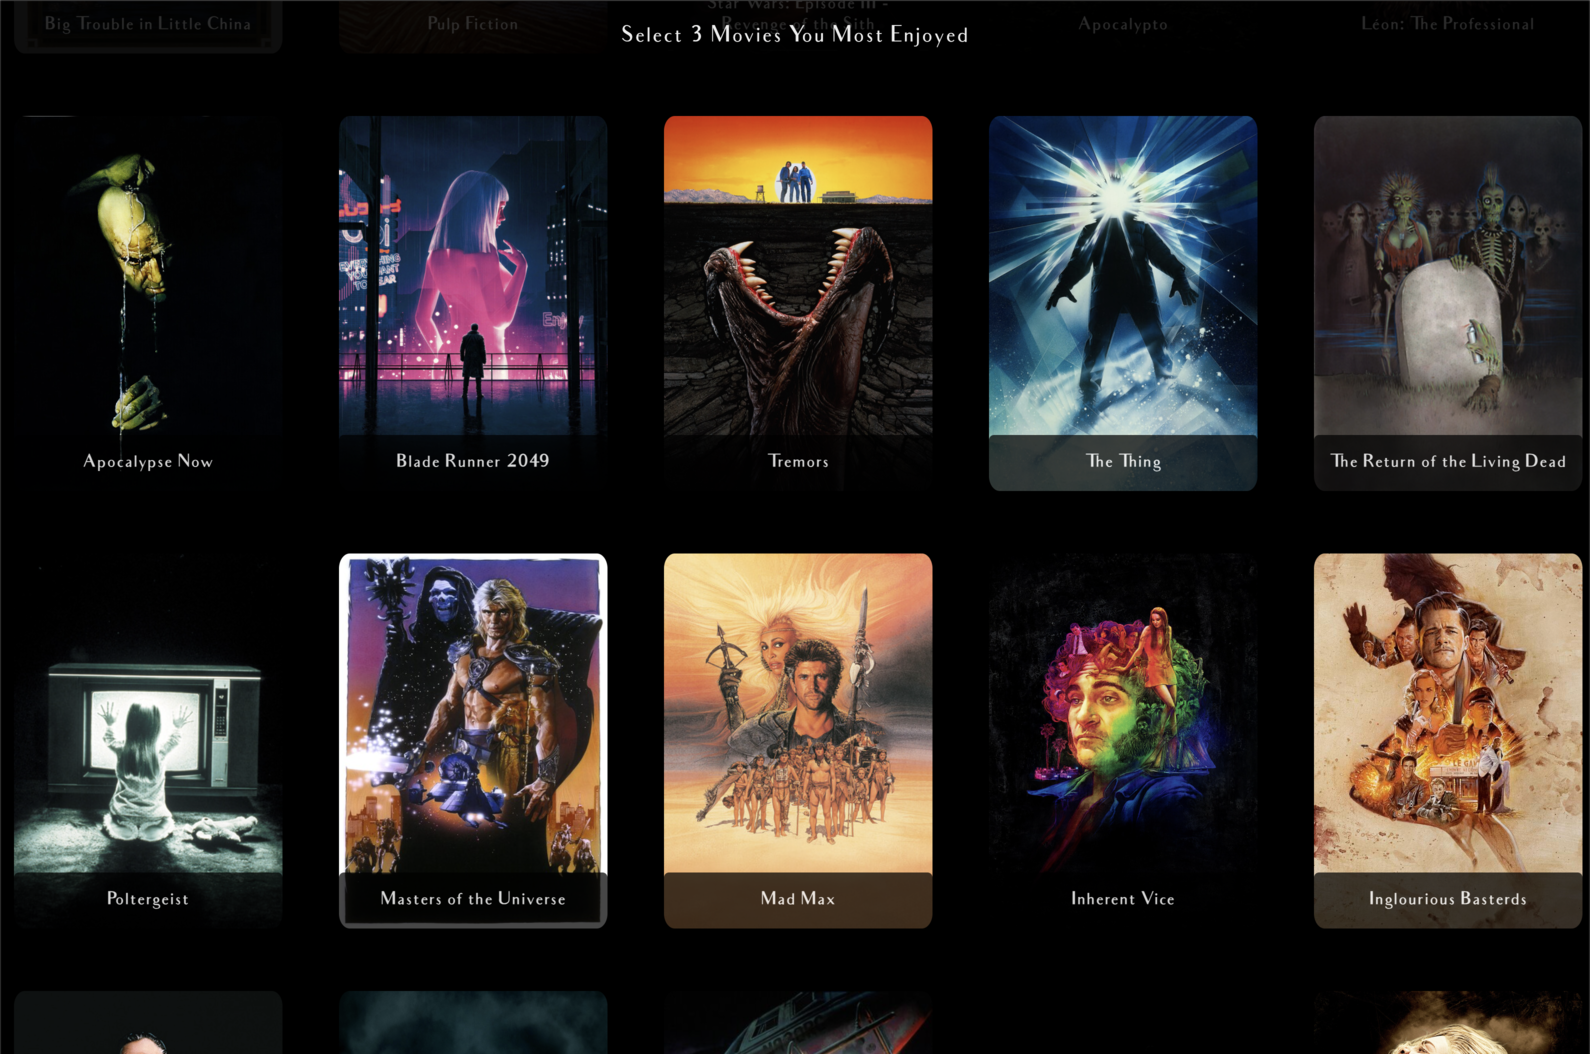 Big Trouble in Little China
Pulp Fiction
Star Wars: Episode III -
Revenge of the Sith
Apocalypto
Léon: The Professional
Select 3 Movies You Most Enjoyed
Enjoy
Apocalypse Now
Blade Runner 2049
Tremors
The Thing
The Return of the Living Dead
Poltergeist
Masters of the Universe
Mad Max
Inherent Vice
Inglourious Basterds